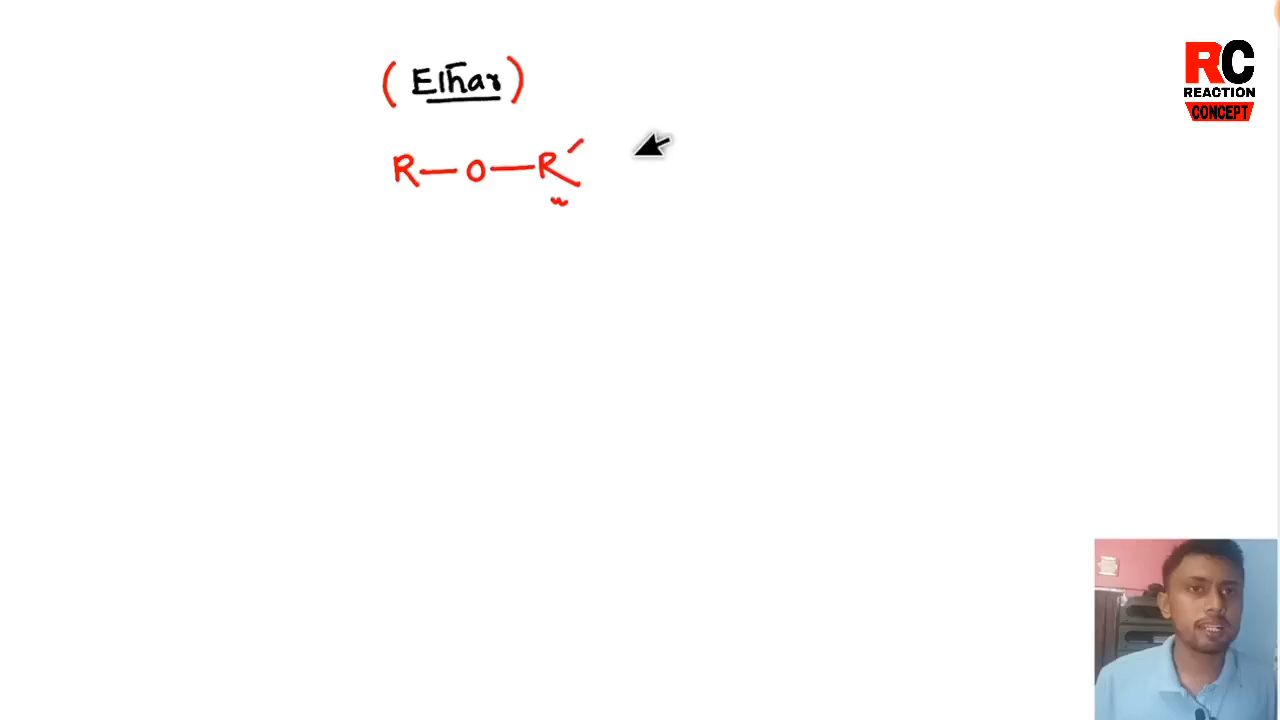 (Ethar)
R—O—R′
RC
REACTION
CONCEPT